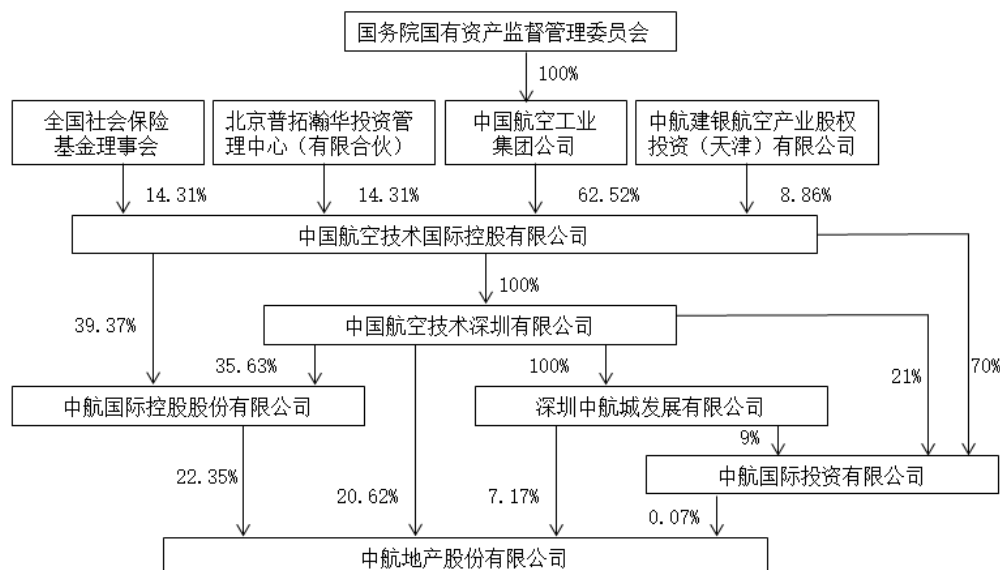 国务院国有资产监督管理委员会
100%
全国社会保险
基金理事会
北京普拓瀚华投资管
理中心（有限合伙）
中国航空工业
集团公司
中航建银航空产业股权
投资（天津）有限公司
14.31%
14.31%
62.52%
8.86%
中国航空技术国际控股有限公司
100%
39.37%
中国航空技术深圳有限公司
35.63%
100%
21%
70%
中航国际控股股份有限公司
深圳中航城发展有限公司
9%
中航国际投资有限公司
22.35%
20.62%
7.17%
0.07%
中航地产股份有限公司